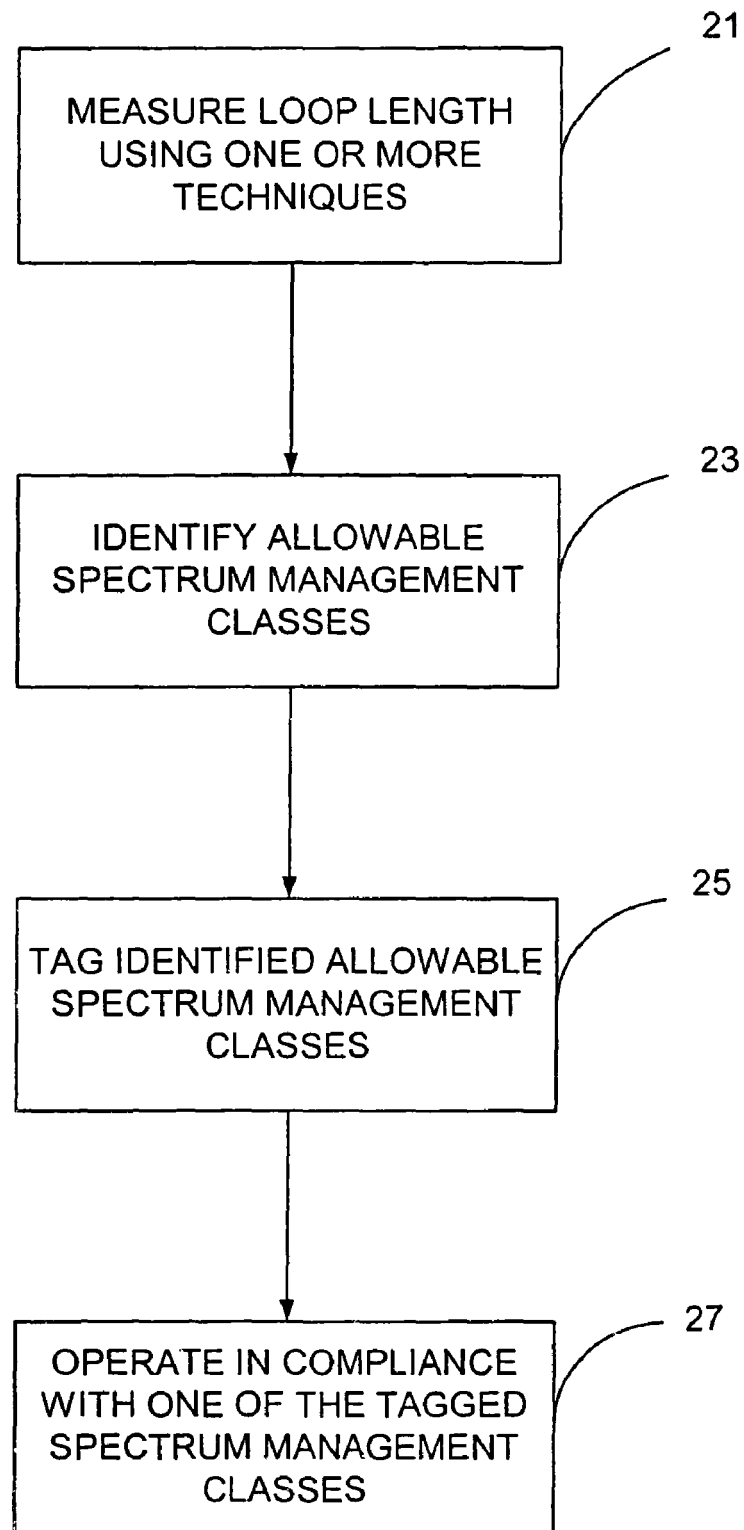 21
MEASURE LOOP LENGTH
USING ONE OR MORE
TECHNIQUES
23
IDENTIFY ALLOWABLE
SPECTRUM MANAGEMENT
CLASSES
25
TAG IDENTIFIED ALLOWABLE
SPECTRUM MANAGEMENT
CLASSES
27
OPERATE IN COMPLIANCE
WITH ONE OF THE TAGGED
SPECTRUM MANAGEMENT
CLASSES